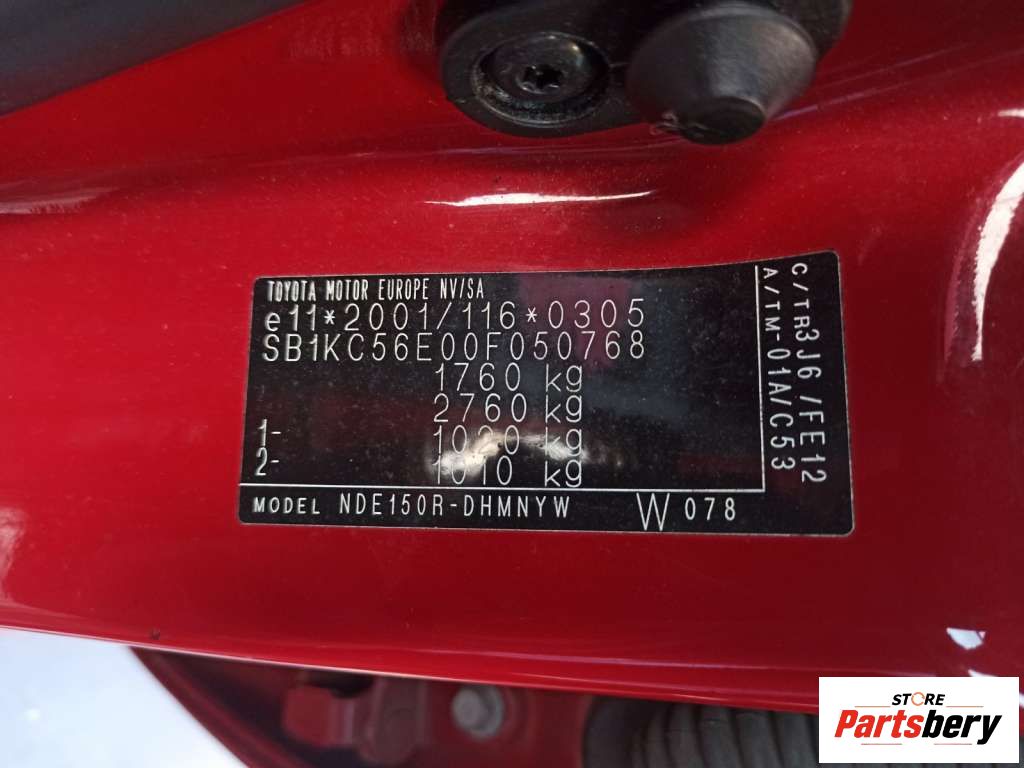 TOYOTA MOTOR EUROPE NV/SA
e11*2001/116*0305
SB1KC56E00F050768
1760 kg
2760 kg
1- 1020 kg
2- 1010 kg
MODEL NDE150R-DHMNYW W 078
C/TR3J6/FE12
A/TM-01A/C53
STORE
Partsbery